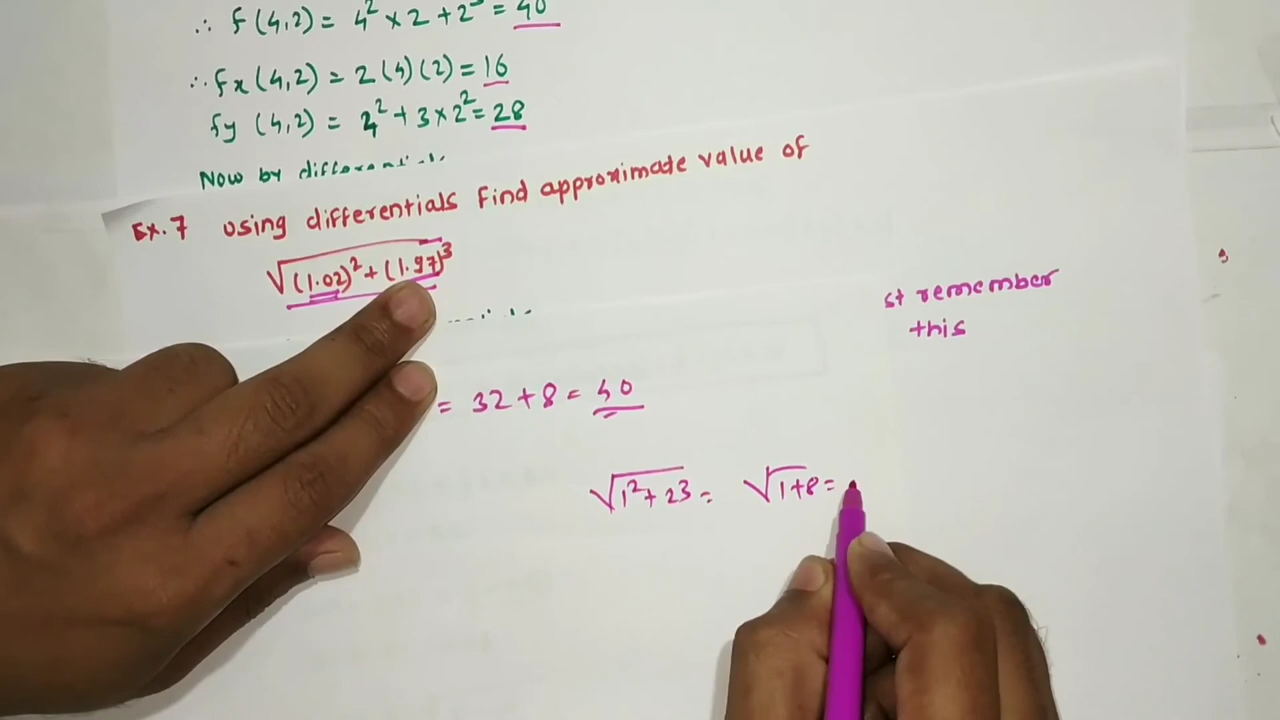 ∴ f(4,2) = 4² × 2 + 2³ = 40
∴ fx(4,2) = 2(4)(2) = 16
fy (4,2) = 4² + 3×2² = 28
Now by
Ex.7 Using differentials Find approximate value of
√(1.02)² + (1.97)³
st remember
this
= 32 + 8 = 40
√1² + 23 = √1+8 =